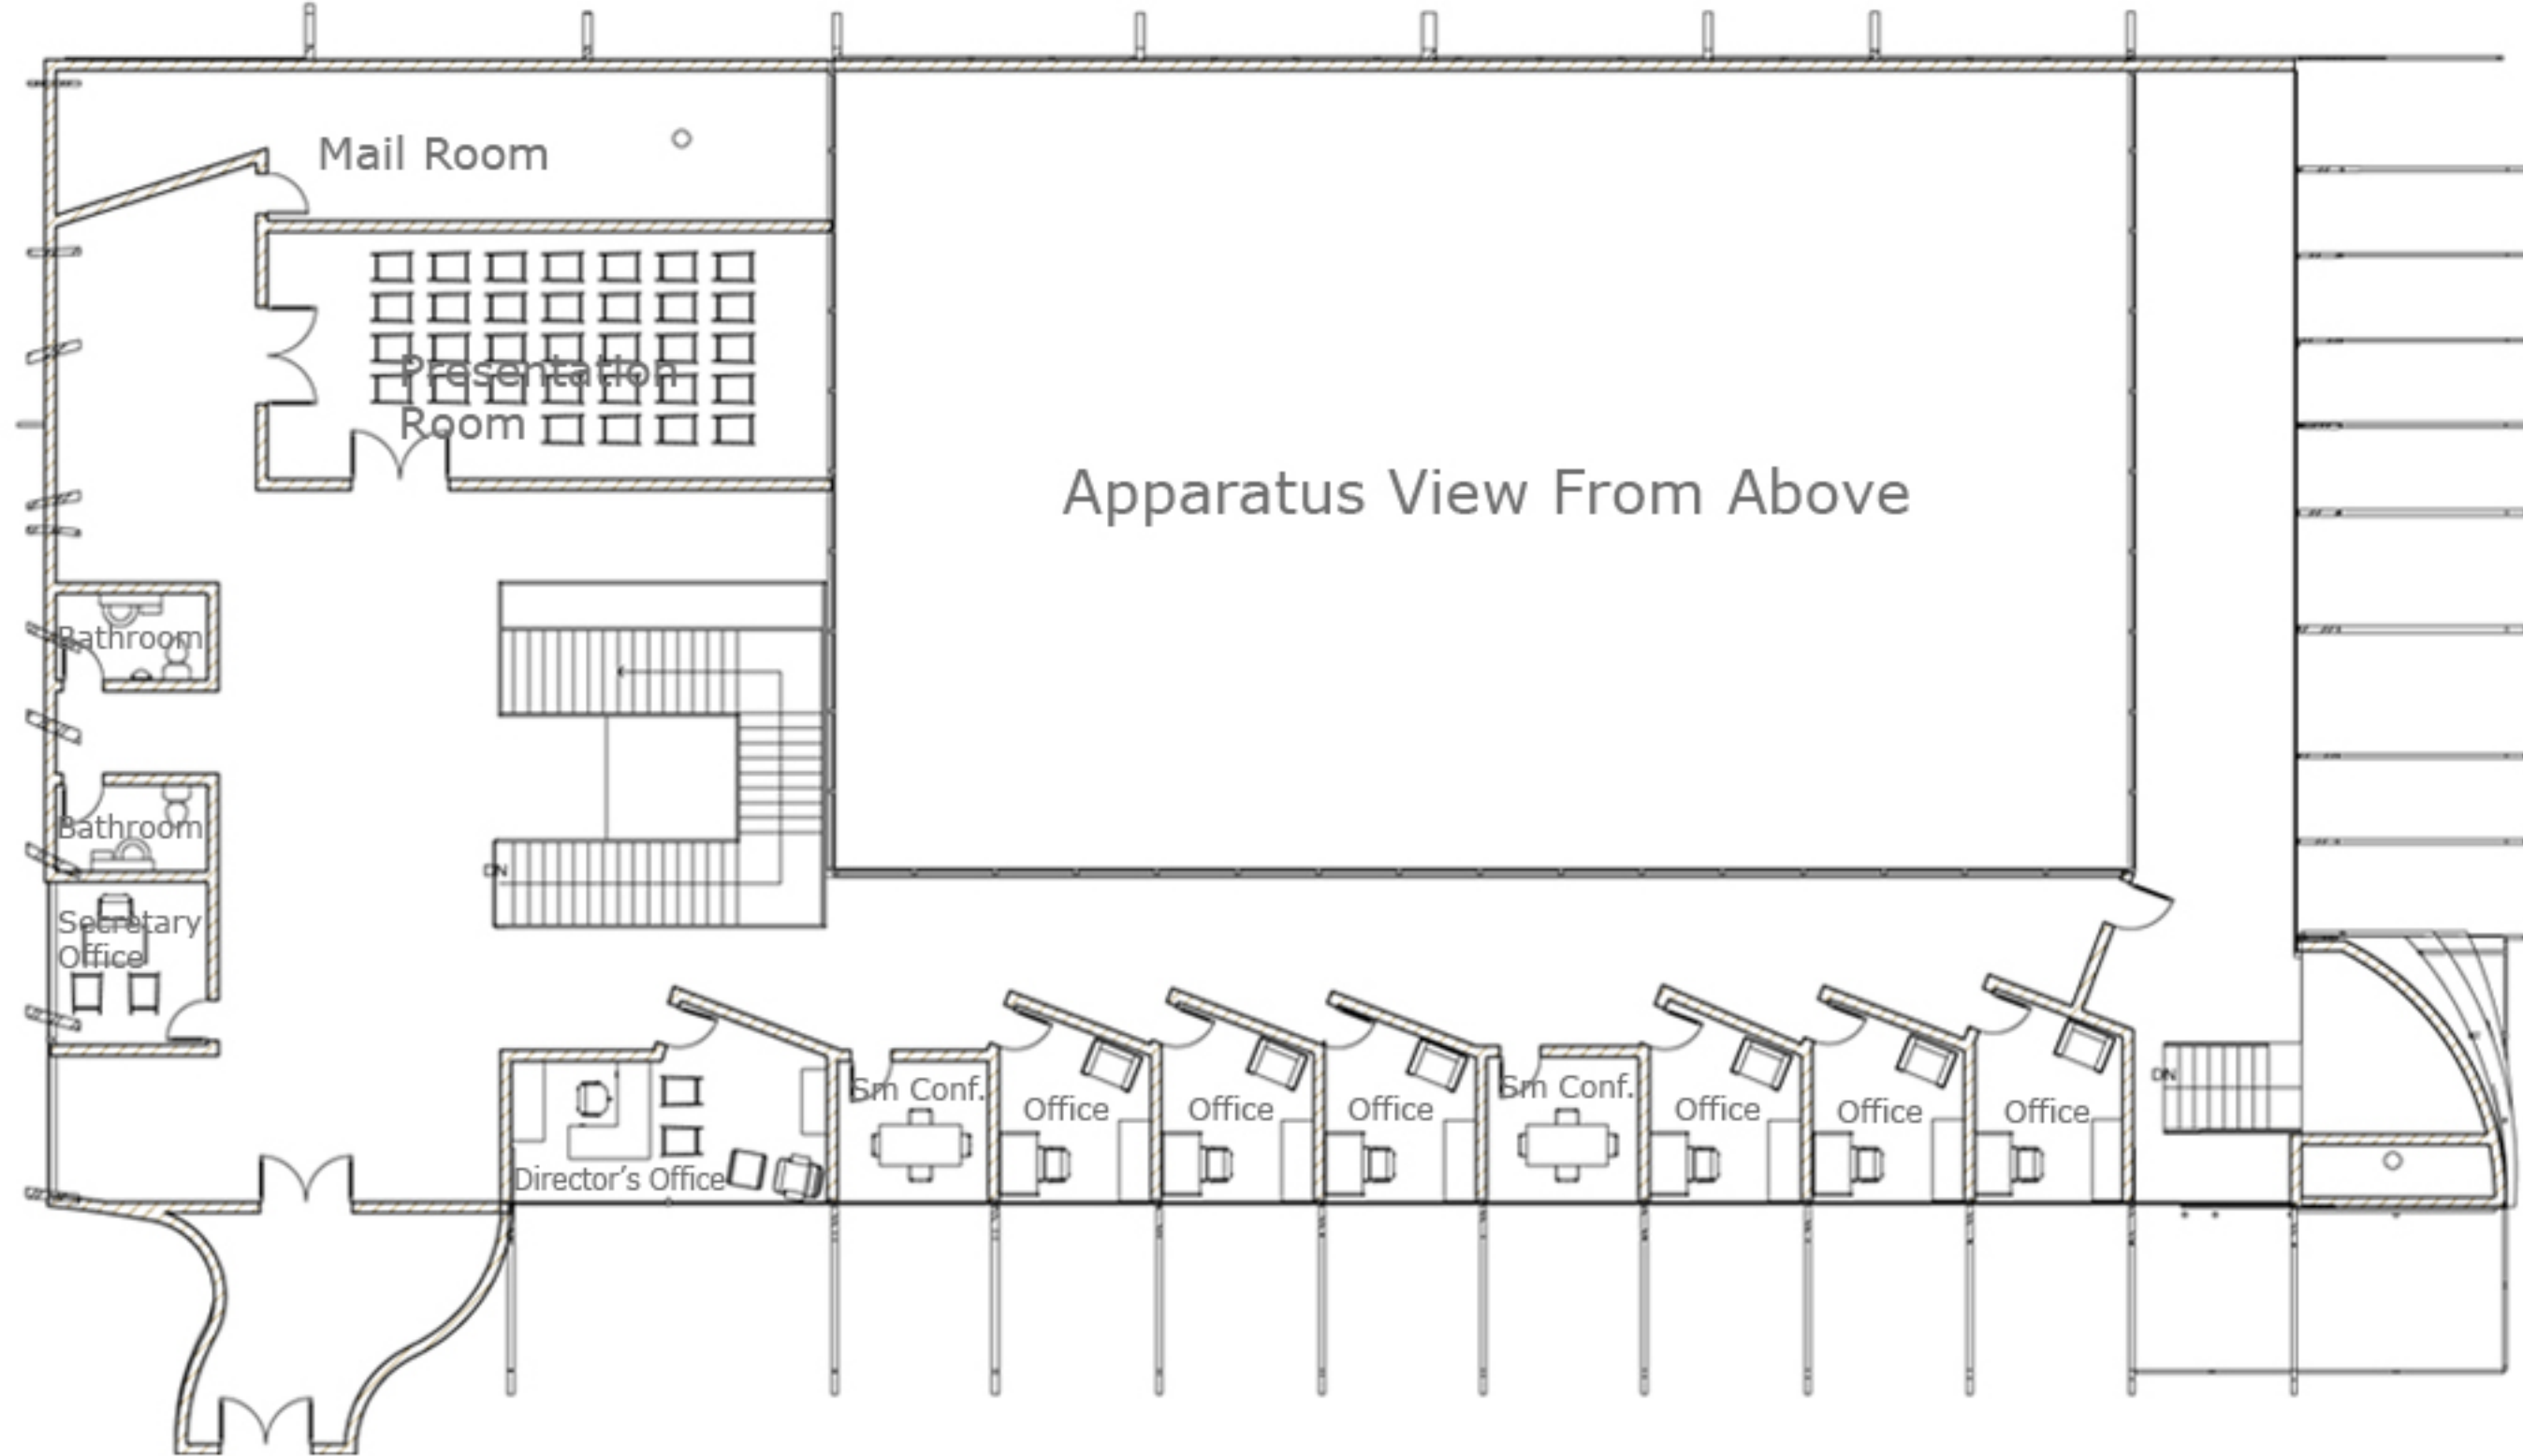 Mail Room
Presentation
Room
Apparatus View From Above
Bathroom
Bathroom
DN
Secretary
Office
Sm Conf.
Office
Office
Office
Sm Conf.
Office
Office
Office
DN
Director's Office